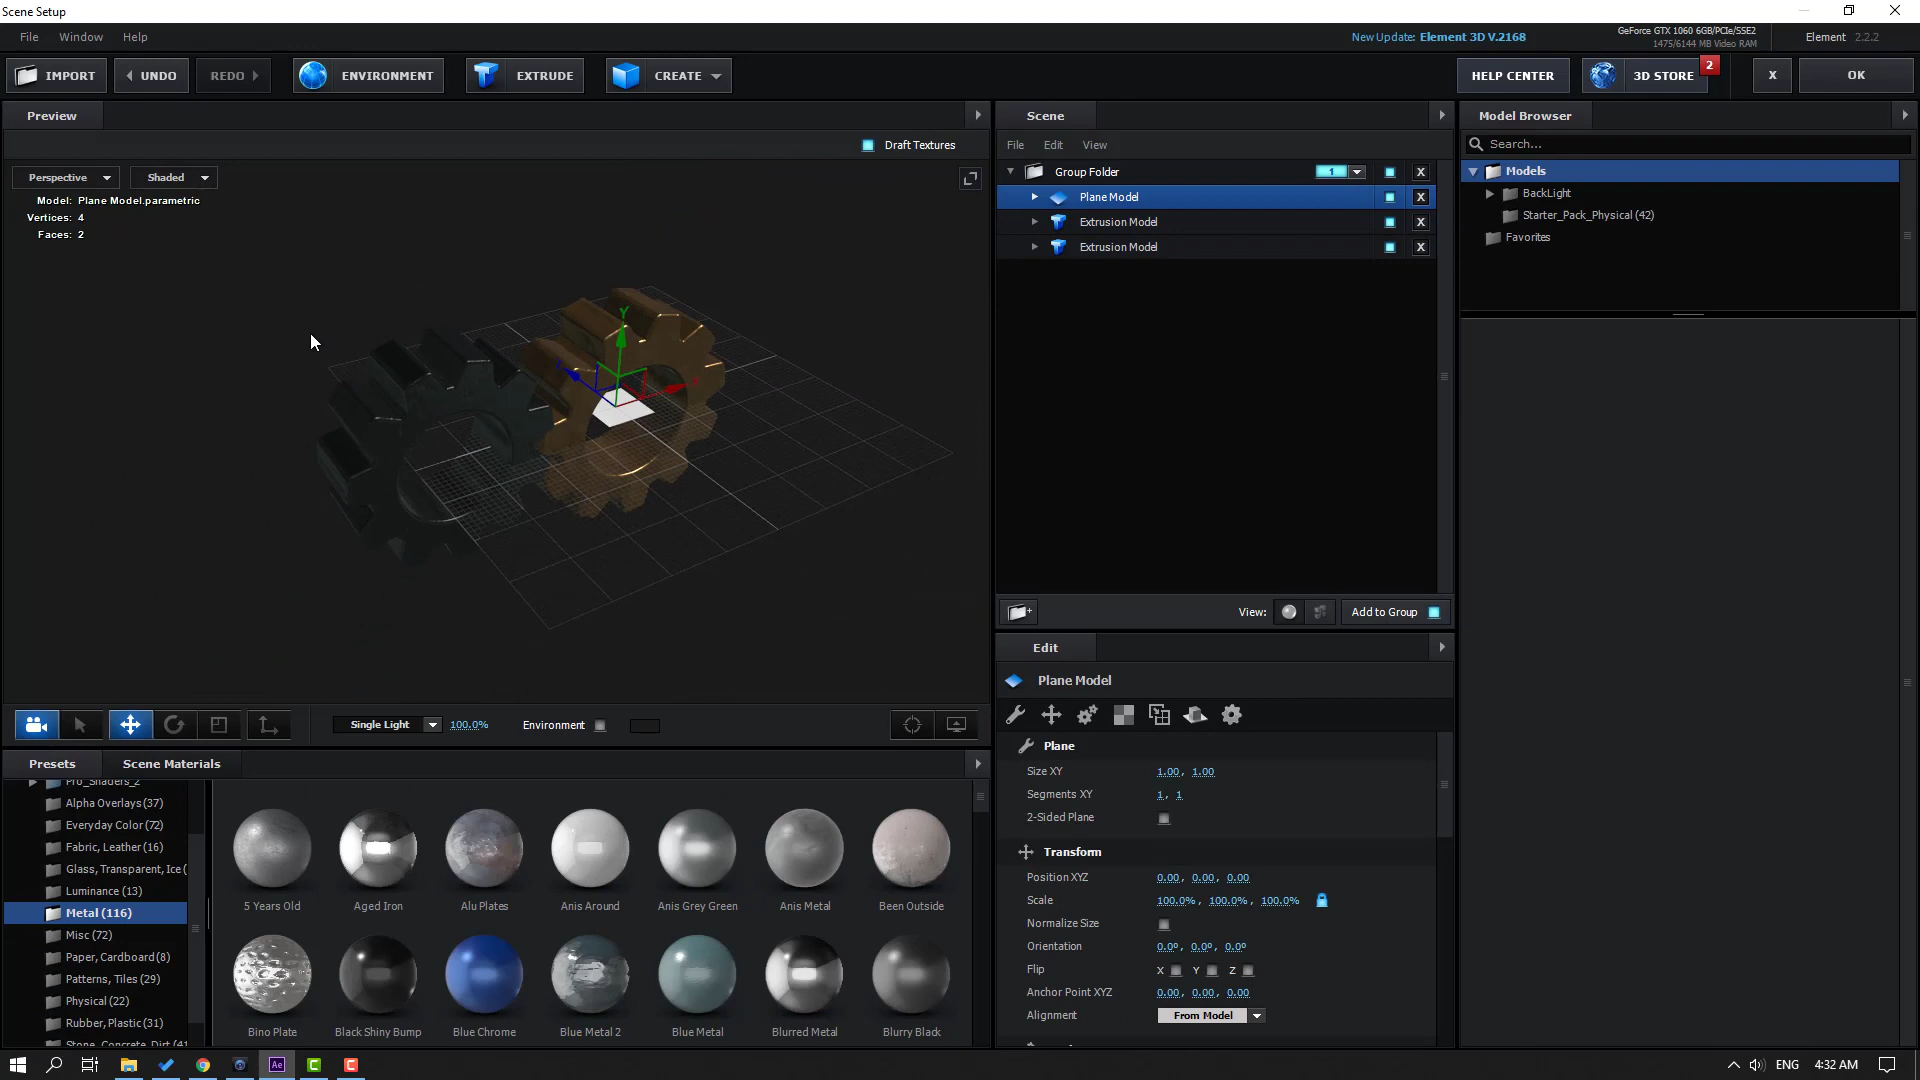 Scene Setup
File Window Help
New Update: Element 3D V.2168
GeForce GTX 1060 6GB/PCIe/SSE2
1475/6144 MB Video RAM
Element 2.2.2
IMPORT UNDO REDO ENVIRONMENT EXTRUDE CREATE HELP CENTER 3D STORE 2 X OK
Preview
Draft Textures
Perspective Shaded
Model: Plane Model.parametric
Vertices: 4
Faces: 2
Y
Single Light 100.0% Environment
Scene
File Edit View
Group Folder 1 X
Plane Model X
Extrusion Model X
Extrusion Model X
View: Add to Group
Model Browser
Search...
Models
BackLight
Starter_Pack_Physical (42)
Favorites
Edit
Plane Model
Plane
Size XY 1.00, 1.00
Segments XY 1, 1
2-Sided Plane
Transform
Position XYZ 0.00, 0.00, 0.00
Scale 100.0%, 100.0%, 100.0%
Normalize Size
Orientation 0.0º, 0.0º, 0.0º
Flip X Y Z
Anchor Point XYZ 0.00, 0.00, 0.00
Alignment From Model
Presets Scene Materials
Pro_Shaders_2
Alpha Overlays (37)
Everyday Color (72)
Fabric, Leather (16)
Glass, Transparent, Ice (
Luminance (13)
Metal (116)
Misc (72)
Paper, Cardboard (8)
Patterns, Tiles (29)
Physical (22)
Rubber, Plastic (31)
Stone, Concrete, Dirt (41
5 Years Old Aged Iron Alu Plates Anis Around Anis Grey Green Anis Metal Been Outside
Bino Plate Black Shiny Bump Blue Chrome Blue Metal 2 Blue Metal Blurred Metal Blurry Black
Ae C C ENG 4:32 AM